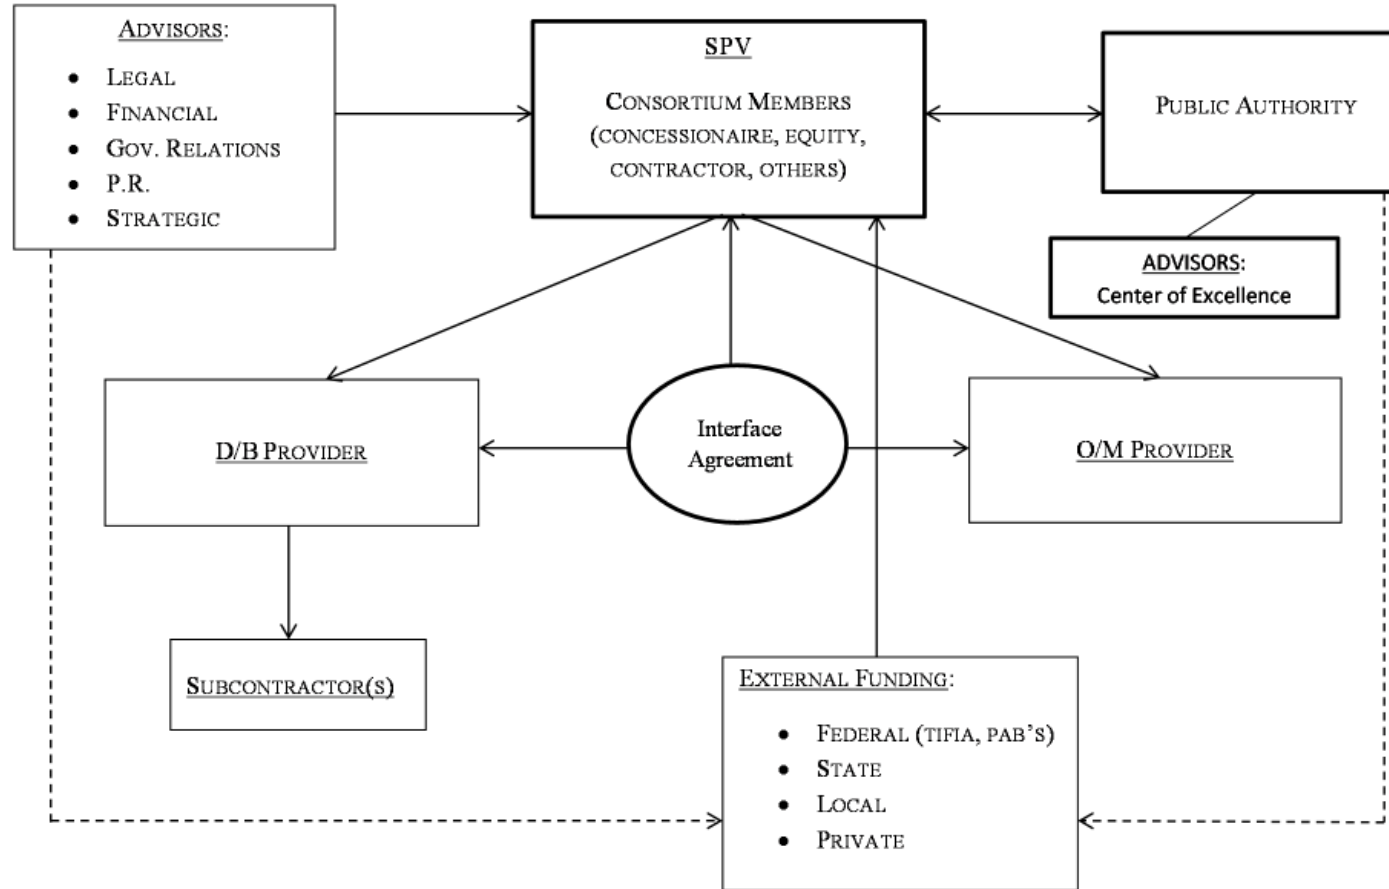 ADVISORS:
• LEGAL
• FINANCIAL
• GOV. RELATIONS
• P.R.
• STRATEGIC
SPV
CONSORTIUM MEMBERS
(CONCESSIONAIRE, EQUITY,
CONTRACTOR, OTHERS)
PUBLIC AUTHORITY
ADVISORS:
Center of Excellence
D/B PROVIDER
Interface
Agreement
O/M PROVIDER
SUBCONTRACTOR(S)
EXTERNAL FUNDING:
• FEDERAL (TIFIA, PAB'S)
• STATE
• LOCAL
• PRIVATE